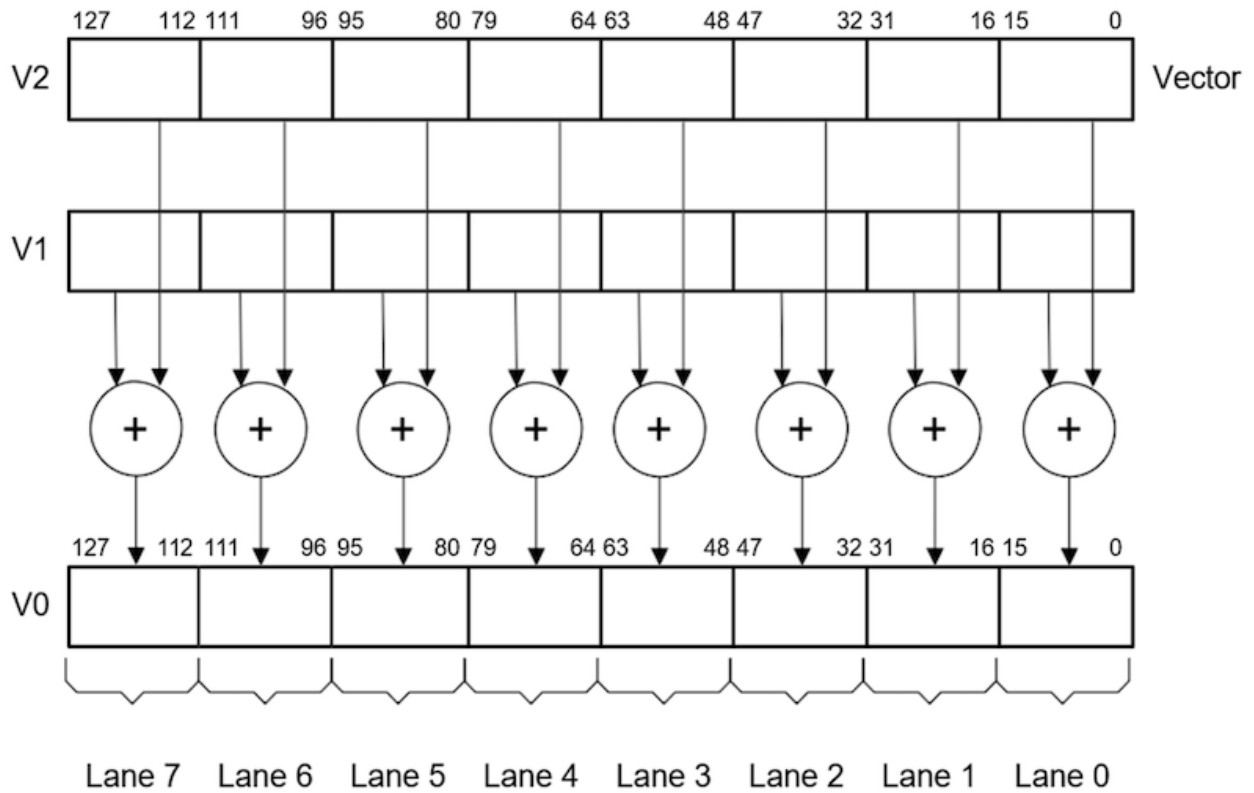 127 112 111 96 95 80 79 64 63 48 47 32 31 16 15 0
V2 Vector
V1
+ + + + + + + +
127 112 111 96 95 80 79 64 63 48 47 32 31 16 15 0
V0
Lane 7 Lane 6 Lane 5 Lane 4 Lane 3 Lane 2 Lane 1 Lane 0